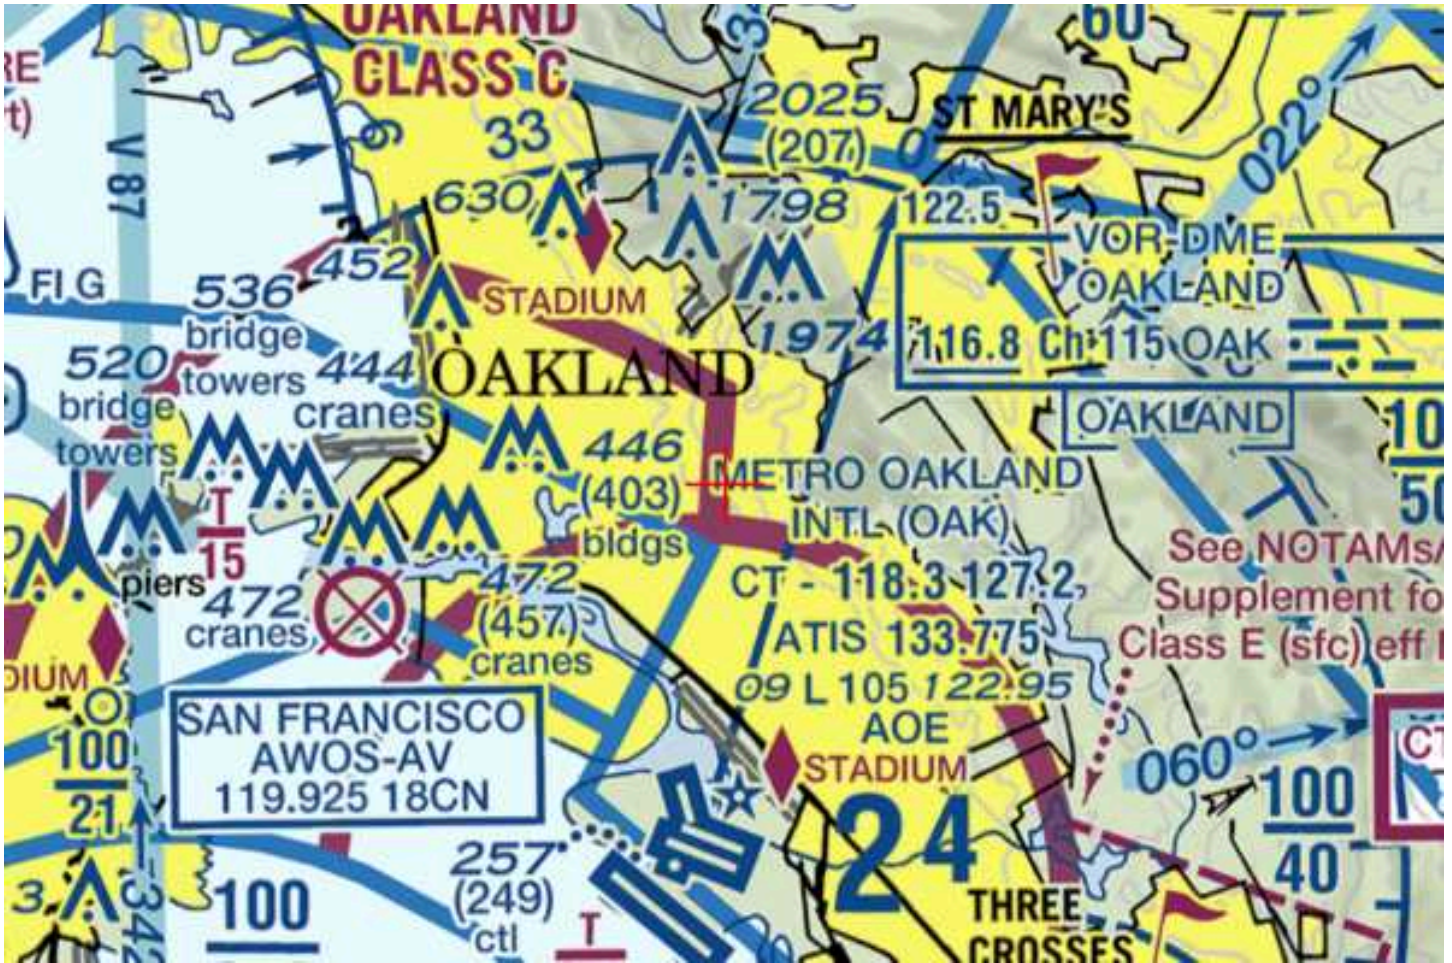 OAKLAND
CLASS C
60
2025
(207)
ST MARY'S
33
022°
V 87
630
1798
122.5
452
FI G
VOR-DME
OAKLAND
116.8 Ch 115 OAK
OAKLAND
536
bridge
towers
STADIUM
1974
520
bridge
towers
444
cranes
OAKLAND
446
(403)
bldgs
METRO OAKLAND
INTL (OAK)
CT - 118.3 127.2,
ATIS 133.775
09 L 105 122.95
AOE
T
15
piers
472
cranes
472
(457)
cranes
See NOTAMs/
Supplement fo
Class E (sfc) eff
DIUM
SAN FRANCISCO
AWOS-AV
119.925 18CN
STADIUM
060°
CT
100
21
100
40
24
257
(249)
ctl
100
342
T
THREE
CROSSES